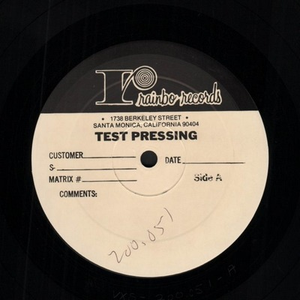 rainbo records
• 1738 BERKELEY STREET •
SANTA MONICA, CALIFORNIA 90404
TEST PRESSING
CUSTOMER DATE
S-
MATRIX # Side A
COMMENTS:
200.051